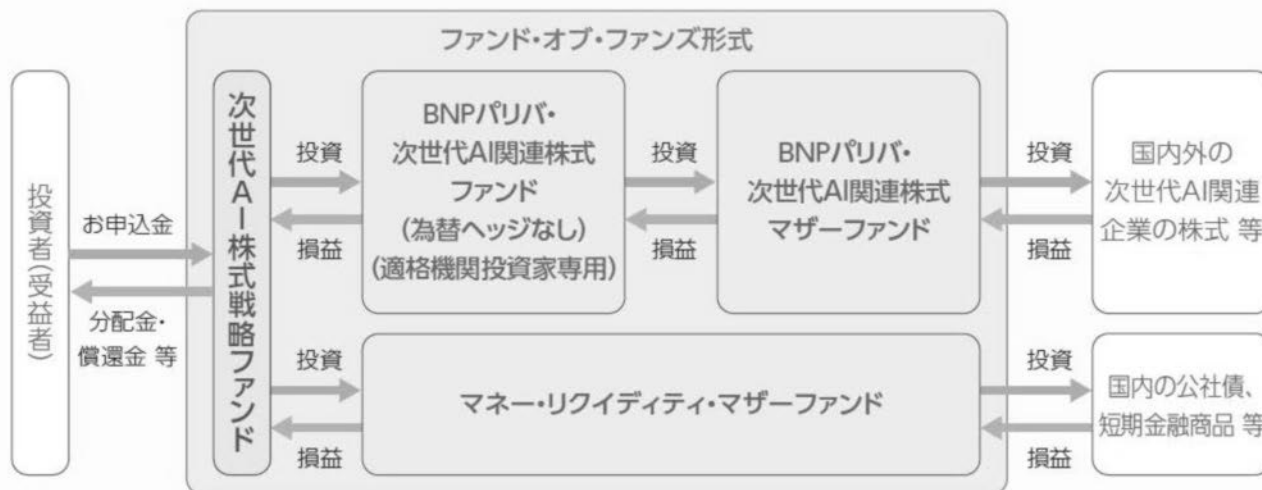 ファンド・オブ・ファンズ形式
投資者(受益者)
お申込金
分配金・
償還金 等
次世代AI株式戦略ファンド
投資
損益
BNPパリバ・
次世代AI関連株式
ファンド
(為替ヘッジなし)
(適格機関投資家専用)
投資
損益
BNPパリバ・
次世代AI関連株式
マザーファンド
投資
損益
国内外の
次世代AI関連
企業の株式 等
投資
損益
マネー・リクイディティ・マザーファンド
投資
損益
国内の公社債、
短期金融商品 等